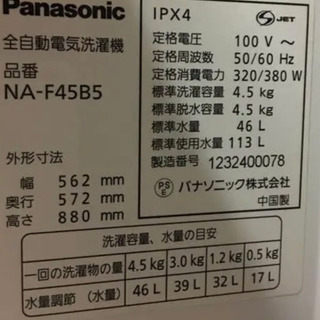 Panasonic
全自動電気洗濯機
品番
NA-F45B5
外形寸法
幅 562 mm
奥行 572 mm
高さ 880 mm
IPX4
S JET
定格電圧 100 V ～
定格周波数 50/60 Hz
定格消費電力 320/380 W
標準洗濯容量 4.5 kg
標準脱水容量 4.5 kg
標準水量 46 L
標準使用水量 113 L
製造番号 1232400078
PSE パナソニック株式会社
中国製
洗濯容量、水量の目安
一回の洗濯物の量 4.5 kg 3.0 kg 1.2 kg 0.5 kg
水量調節（水量） 46 L 39 L 32 L 17 L